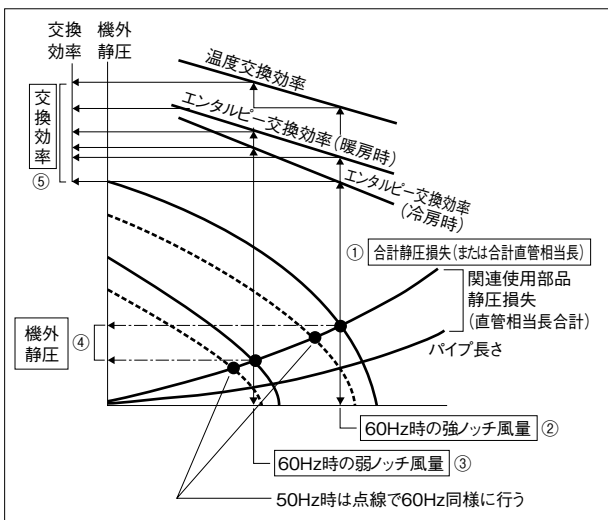 交換 機外
効率 静圧
温度交換効率
交換効率
⑤
エンタルピー交換効率(暖房時)
エンタルピー交換効率
(冷房時)
① 合計静圧損失(または合計直管相当長)
関連使用部品
静圧損失
(直管相当長合計)
機外
静圧
④
パイプ長さ
60Hz時の強ノッチ風量 ②
60Hz時の弱ノッチ風量 ③
50Hz時は点線で60Hz同様に行う